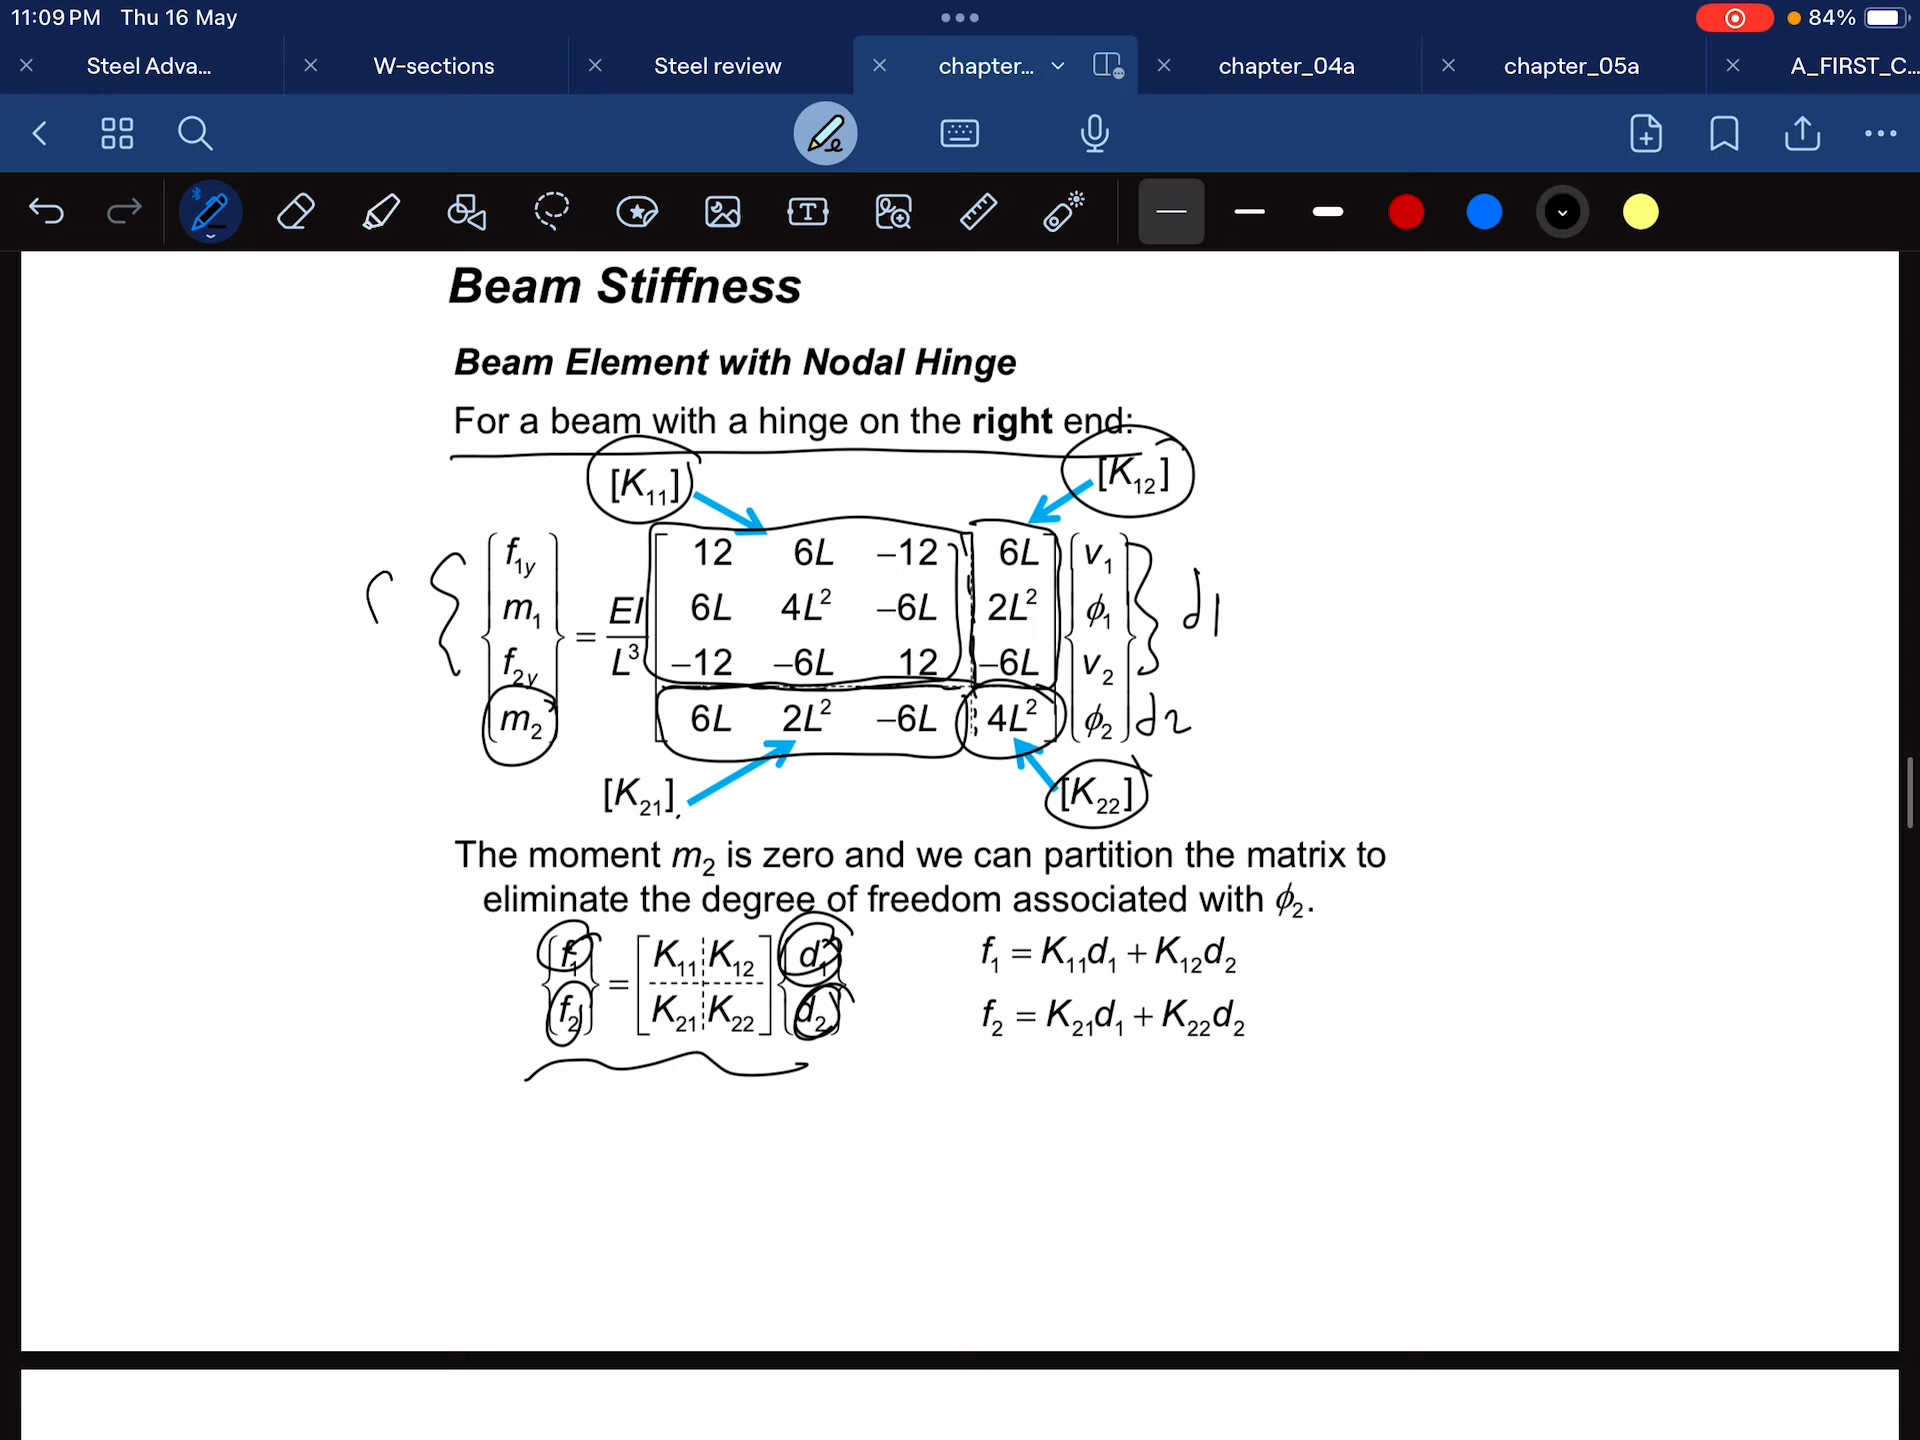 11:09 PM Thu 16 May
84%
Steel Adva...
W-sections
Steel review
chapter...
chapter_04a
chapter_05a
A_FIRST_C...
Beam Stiffness
Beam Element with Nodal Hinge
For a beam with a hinge on the right end:
[K₁₁] [K₁₂]
f₁y 12 6L –12 6L v₁
m₁ 6L 4L² –6L 2L² ϕ₁ d1
= EI/L³
f₂y –12 –6L 12 –6L v₂
m₂ 6L 2L² –6L 4L² ϕ₂ d2
[K₂₁] [K₂₂]
The moment m₂ is zero and we can partition the matrix to
eliminate the degree of freedom associated with ϕ₂.
f₁ K₁₁ K₁₂ d₁ f₁ = K₁₁d₁ + K₁₂d₂
=
f₂ K₂₁ K₂₂ d₂ f₂ = K₂₁d₁ + K₂₂d₂